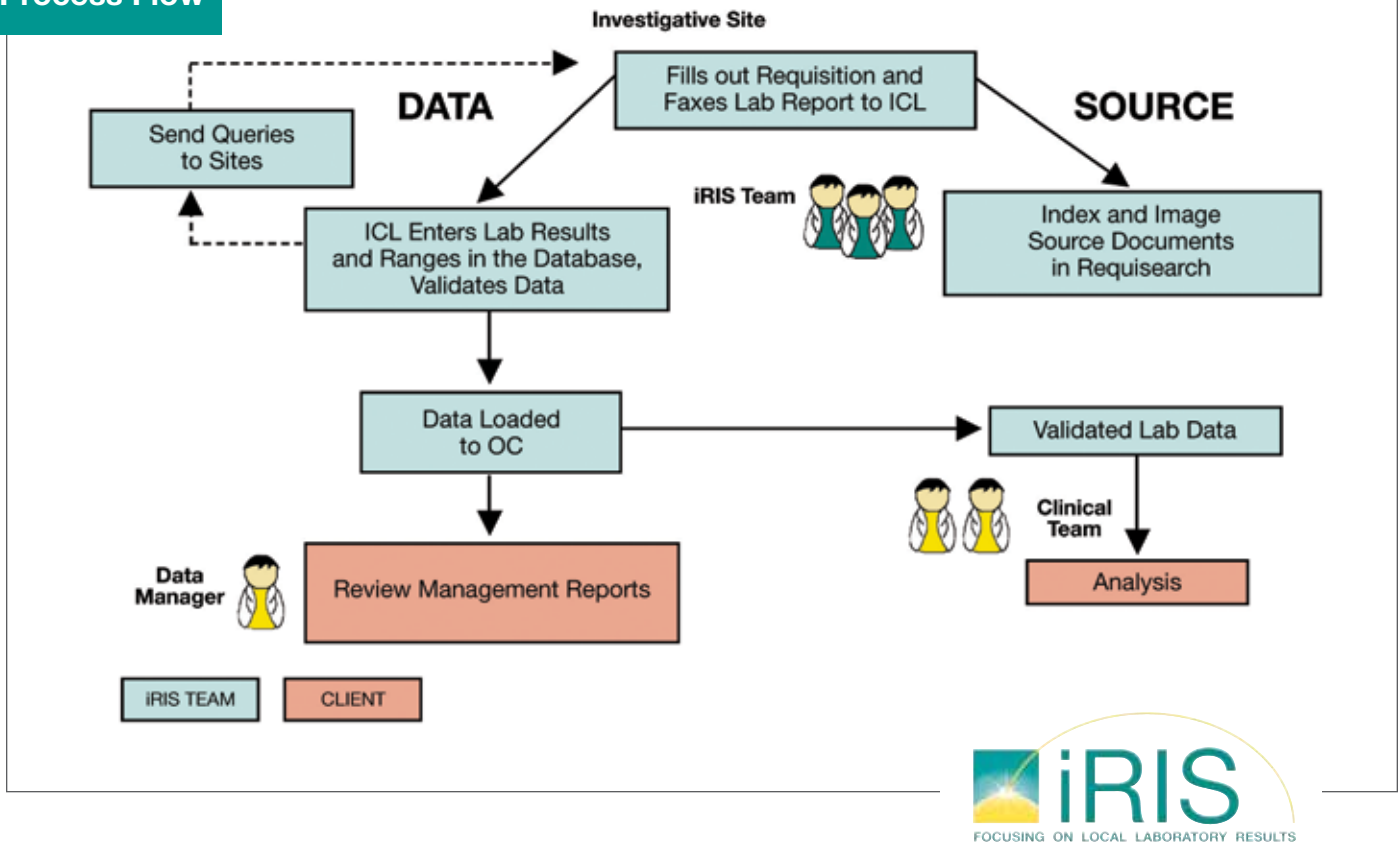 Process Flow
Investigative Site
Fills out Requisition and
Faxes Lab Report to ICL
DATA
SOURCE
Send Queries
to Sites
iRIS Team
ICL Enters Lab Results
and Ranges in the Database,
Validates Data
Index and Image
Source Documents
in Requisearch
Data Loaded
to OC
Validated Lab Data
Clinical
Team
Data
Manager
Review Management Reports
Analysis
iRIS TEAM
CLIENT
iRIS
FOCUSING ON LOCAL LABORATORY RESULTS